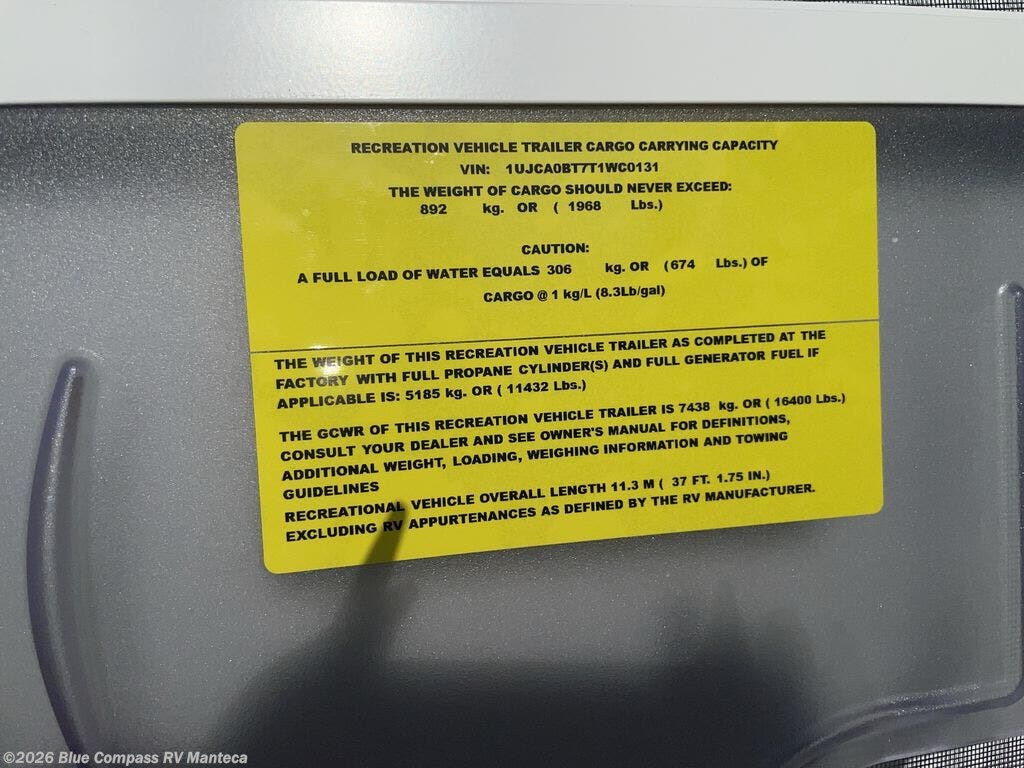 RECREATION VEHICLE TRAILER CARGO CARRYING CAPACITY
VIN: 1UJCA0BT7T1WC0131
THE WEIGHT OF CARGO SHOULD NEVER EXCEED:
892 kg. OR ( 1968 Lbs.)
CAUTION:
A FULL LOAD OF WATER EQUALS 306 kg. OR (674 Lbs.) OF
CARGO @ 1 kg/L (8.3Lb/gal)
THE WEIGHT OF THIS RECREATION VEHICLE TRAILER AS COMPLETED AT THE
FACTORY WITH FULL PROPANE CYLINDER(S) AND FULL GENERATOR FUEL IF
APPLICABLE IS: 5185 kg. OR ( 11432 Lbs.)
THE GCWR OF THIS RECREATION VEHICLE TRAILER IS 7438 kg. OR ( 16400 Lbs.)
CONSULT YOUR DEALER AND SEE OWNER'S MANUAL FOR DEFINITIONS,
ADDITIONAL WEIGHT, LOADING, WEIGHING INFORMATION AND TOWING
GUIDELINES
RECREATIONAL VEHICLE OVERALL LENGTH 11.3 M ( 37 FT. 1.75 IN.)
EXCLUDING RV APPURTENANCES AS DEFINED BY THE RV MANUFACTURER.
©2026 Blue Compass RV Manteca